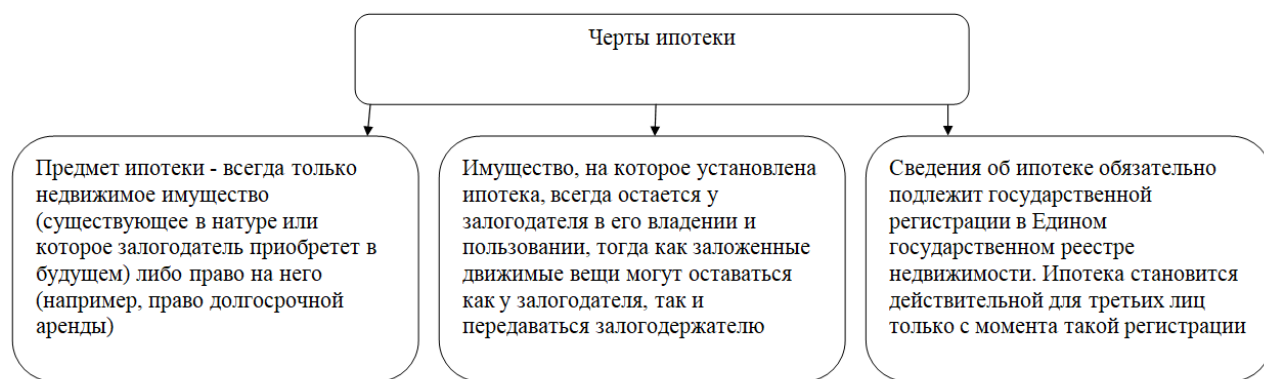 Черты ипотеки
Предмет ипотеки - всегда только
недвижимое имущество
(существующее в натуре или
которое залогодатель приобретет в
будущем) либо право на него
(например, право долгосрочной
аренды)
Имущество, на которое установлена
ипотека, всегда остается у
залогодателя в его владении и
пользовании, тогда как заложенные
движимые вещи могут оставаться
как у залогодателя, так и
передаваться залогодержателю
Сведения об ипотеке обязательно
подлежит государственной
регистрации в Едином
государственном реестре
недвижимости. Ипотека становится
действительной для третьих лиц
только с момента такой регистрации